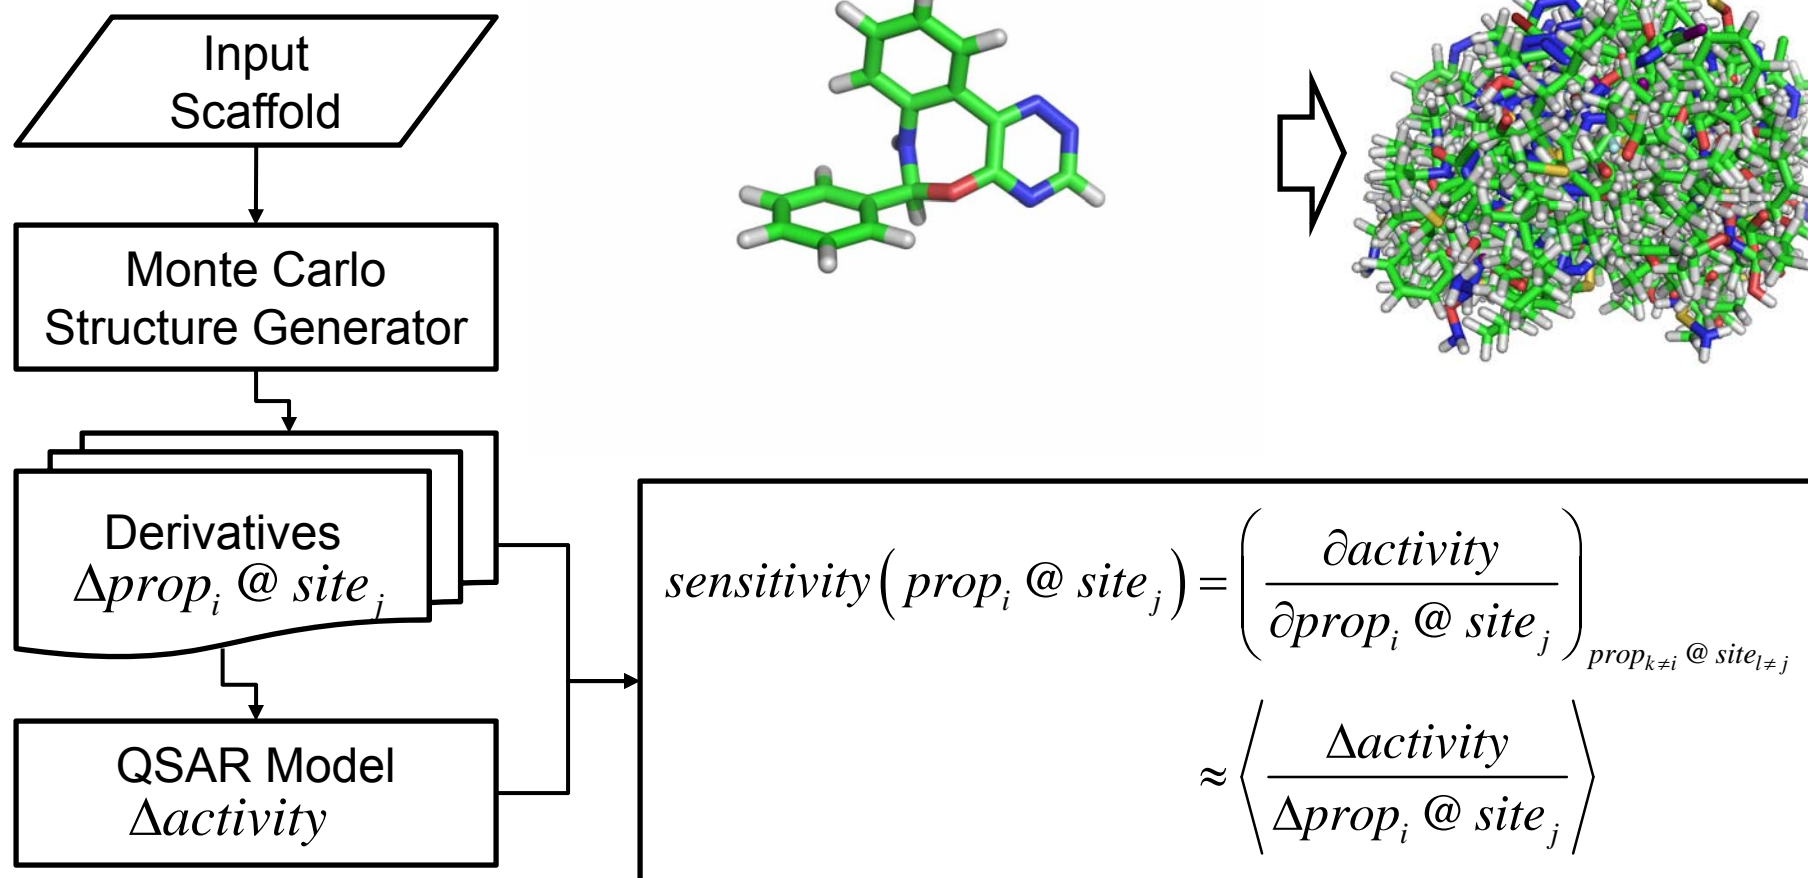 Input
Scaffold
Monte Carlo
Structure Generator
Derivatives
Δprop_i @ site_j
QSAR Model
Δactivity
sensitivity(prop_i @ site_j) = (∂activity / ∂prop_i @ site_j)_{prop_{k≠i} @ site_{l≠j}}
≈ ⟨Δactivity / Δprop_i @ site_j⟩